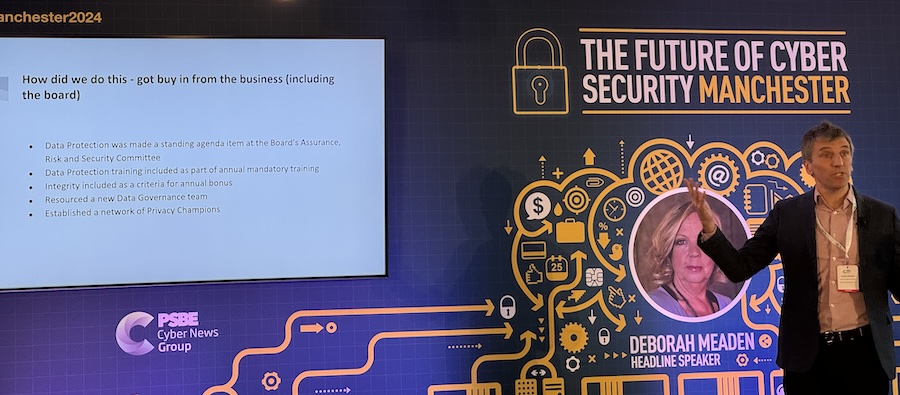 anchester2024
How did we do this - got buy in from the business (including
the board)
• Data Protection was made a standing agenda item at the Board's Assurance,
Risk and Security Committee
• Data Protection training included as part of annual mandatory training
• Integrity included as a criteria for annual bonus
• Resourced a new Data Governance team
• Established a network of Privacy Champions
PSBE
Cyber News
Group
THE FUTURE OF CYBER
SECURITY MANCHESTER
$
@
%
25
DEBORAH MEADEN
HEADLINE SPEAKER